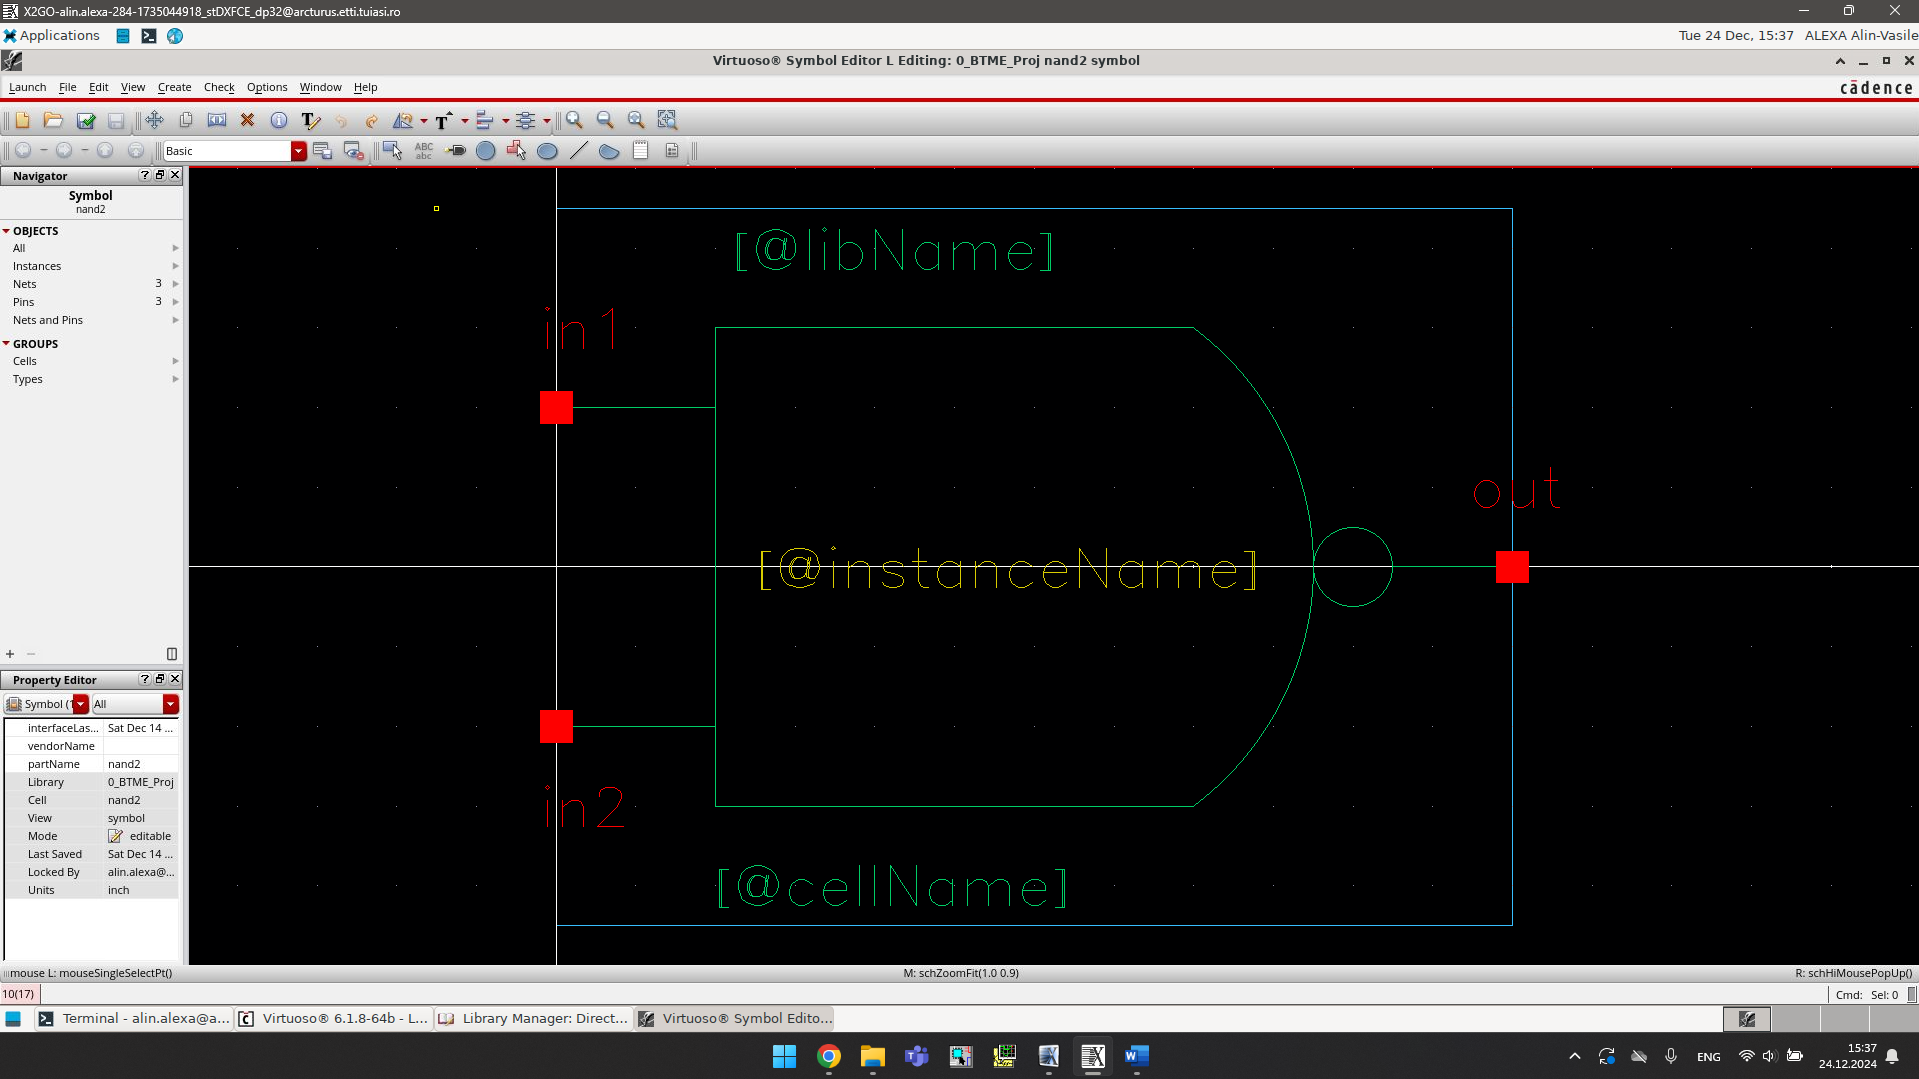 X2GO-alin.alexa-284-1735044918_stDXFCE_dp32@arcturus.etti.tuiasi.ro
Applications
Tue 24 Dec, 15:37 ALEXA Alin-Vasile
Virtuoso® Symbol Editor L Editing: 0_BTME_Proj nand2 symbol
Launch File Edit View Create Check Options Window Help
cādence
T T
Basic
ABC
abc
Navigator
Symbol
nand2
OBJECTS
All
Instances
Nets 3
Pins 3
Nets and Pins
GROUPS
Cells
Types
[@libName]
in1
out
[@instanceName]
in2
[@cellName]
Property Editor
Symbol (1 All
interfaceLas... Sat Dec 14 ...
vendorName
partName nand2
Library 0_BTME_Proj
Cell nand2
View symbol
Mode editable
Last Saved Sat Dec 14 ...
Locked By alin.alexa@...
Units inch
mouse L: mouseSingleSelectPt() M: schZoomFit(1.0 0.9) R: schHiMousePopUp()
10(17) Cmd: Sel: 0
Terminal - alin.alexa@a... Virtuoso® 6.1.8-64b - L... Library Manager: Direct... Virtuoso® Symbol Edito...
ENG
15:37
24.12.2024